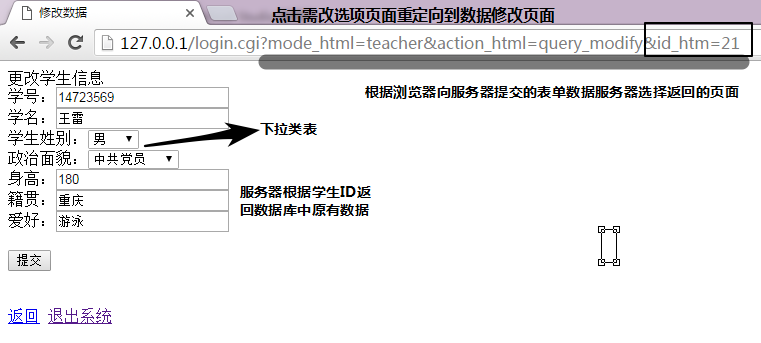 修改数据
点击需改选项页面重定向到数据修改页面
127.0.0.1/login.cgi?mode_html=teacher&action_html=query_modify&id_htm=21
更改学生信息
根据浏览器向服务器提交的表单数据服务器选择返回的页面
学号：14723569
学名：王雷
学生姓别：男
下拉类表
政治面貌：中共党员
身高：180
籍贯：重庆
服务器根据学生ID返
回数据库中原有数据
爱好：游泳
提交
返回 退出系统